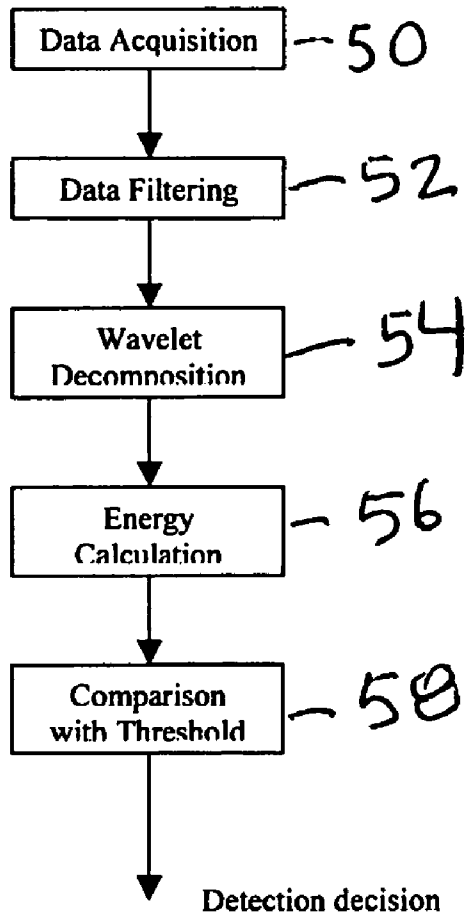 Data Acquisition 50
Data Filtering 52
Wavelet
Decomposition 54
Energy
Calculation 56
Comparison
with Threshold 58
Detection decision